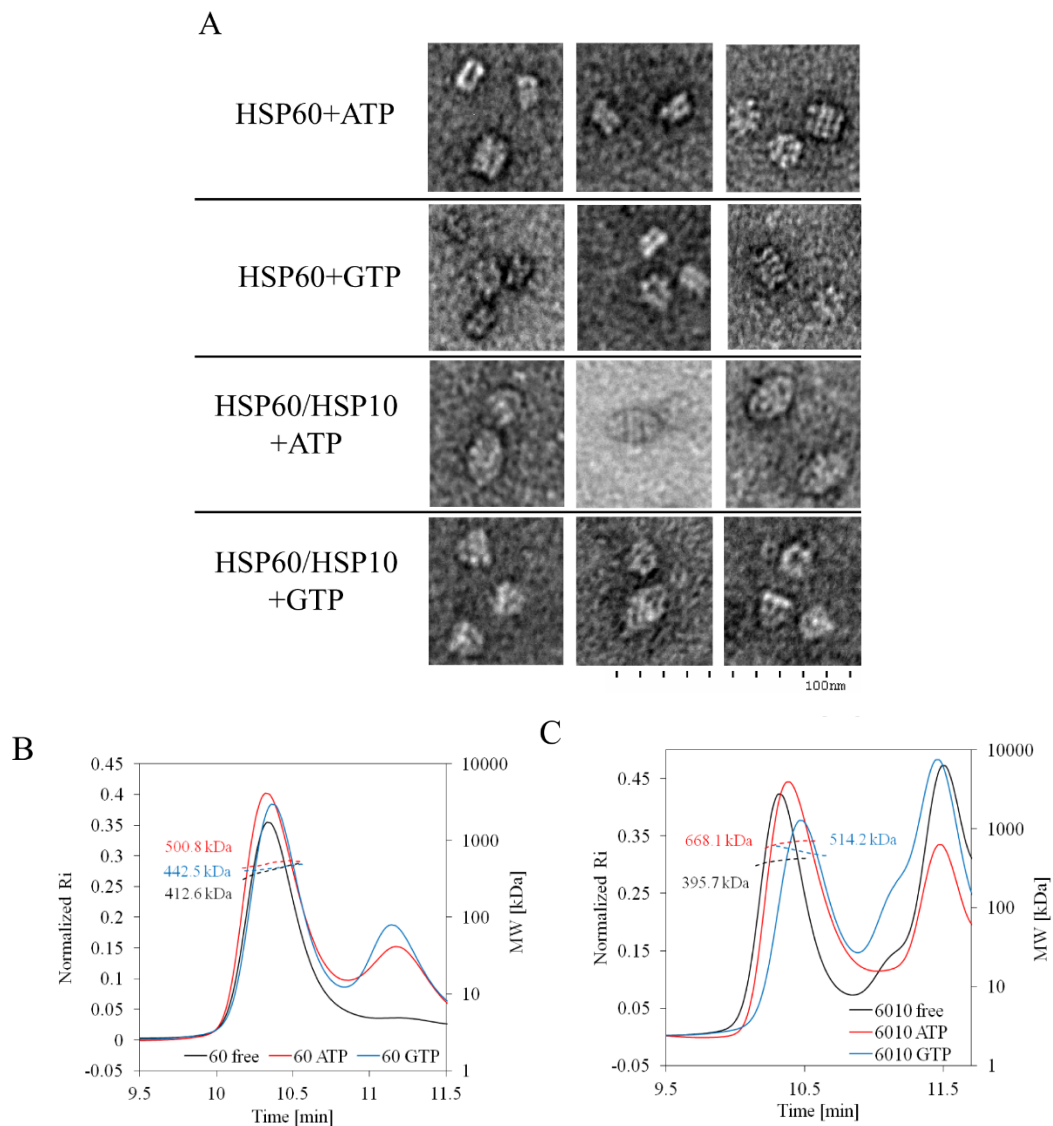 A
HSP60+ATP
HSP60+GTP
HSP60/HSP10
+ATP
HSP60/HSP10
+GTP
100nm
B
0.45
0.4
0.35
0.3
0.25
0.2
0.15
0.1
0.05
0
-0.05
Normalized Ri
10000
1000
100
10
1
MW [kDa]
500.8 kDa
442.5 kDa
412.6 kDa
60 free
60 ATP
60 GTP
9.5
10
10.5
11
11.5
Time [min]
C
0.45
0.35
0.25
0.15
0.05
-0.05
Normalized Ri
10000
1000
100
10
1
MW [kDa]
668.1 kDa
514.2 kDa
395.7 kDa
6010 free
6010 ATP
6010 GTP
9.5
10.5
11.5
Time [min]